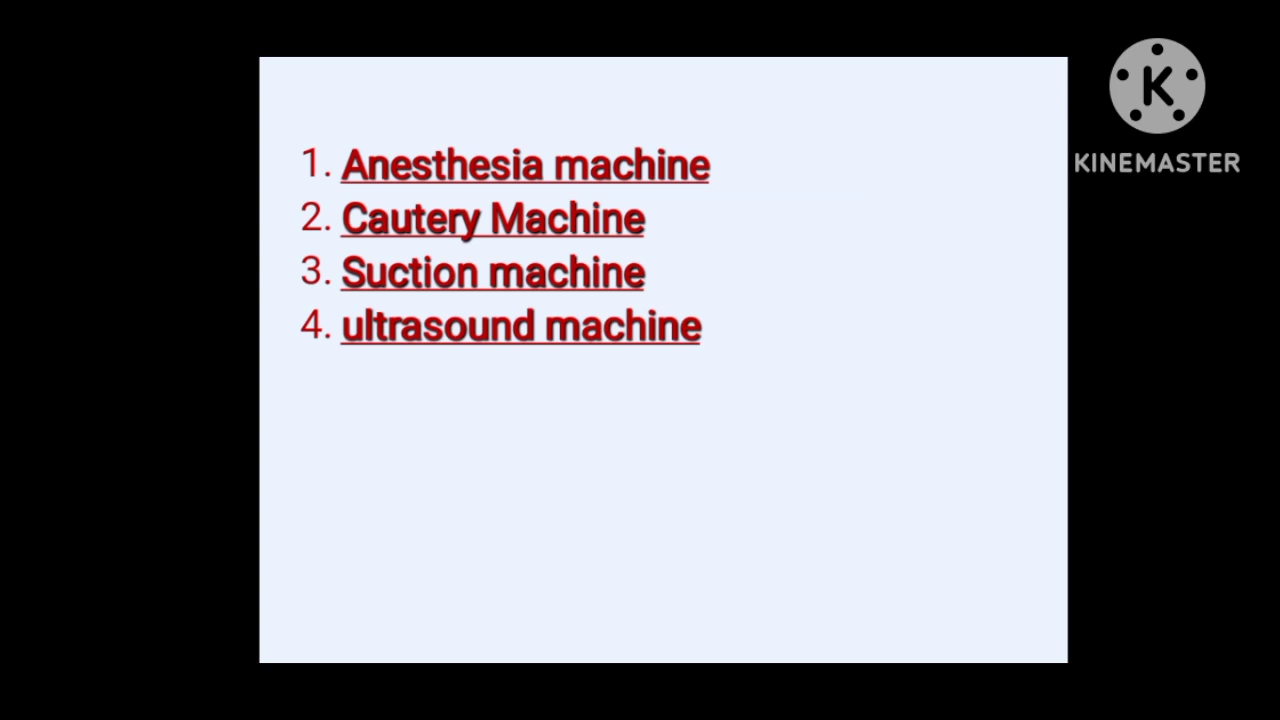 1. Anesthesia machine
2. Cautery Machine
3. Suction machine
4. ultrasound machine
K
KINEMASTER